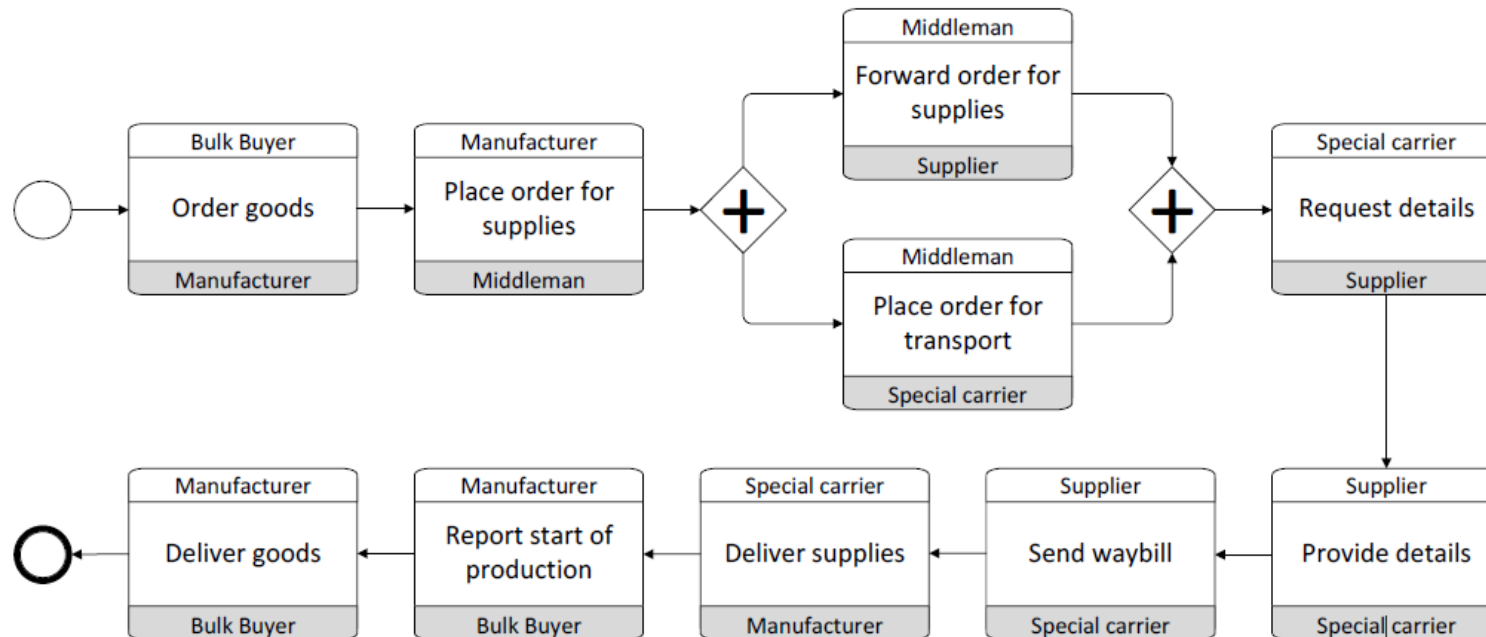 Bulk Buyer
Order goods
Manufacturer
Manufacturer
Place order for
supplies
Middleman
Middleman
Forward order for
supplies
Supplier
Middleman
Place order for
transport
Special carrier
Special carrier
Request details
Supplier
Supplier
Provide details
Special carrier
Supplier
Send waybill
Special carrier
Special carrier
Deliver supplies
Manufacturer
Manufacturer
Report start of
production
Bulk Buyer
Manufacturer
Deliver goods
Bulk Buyer